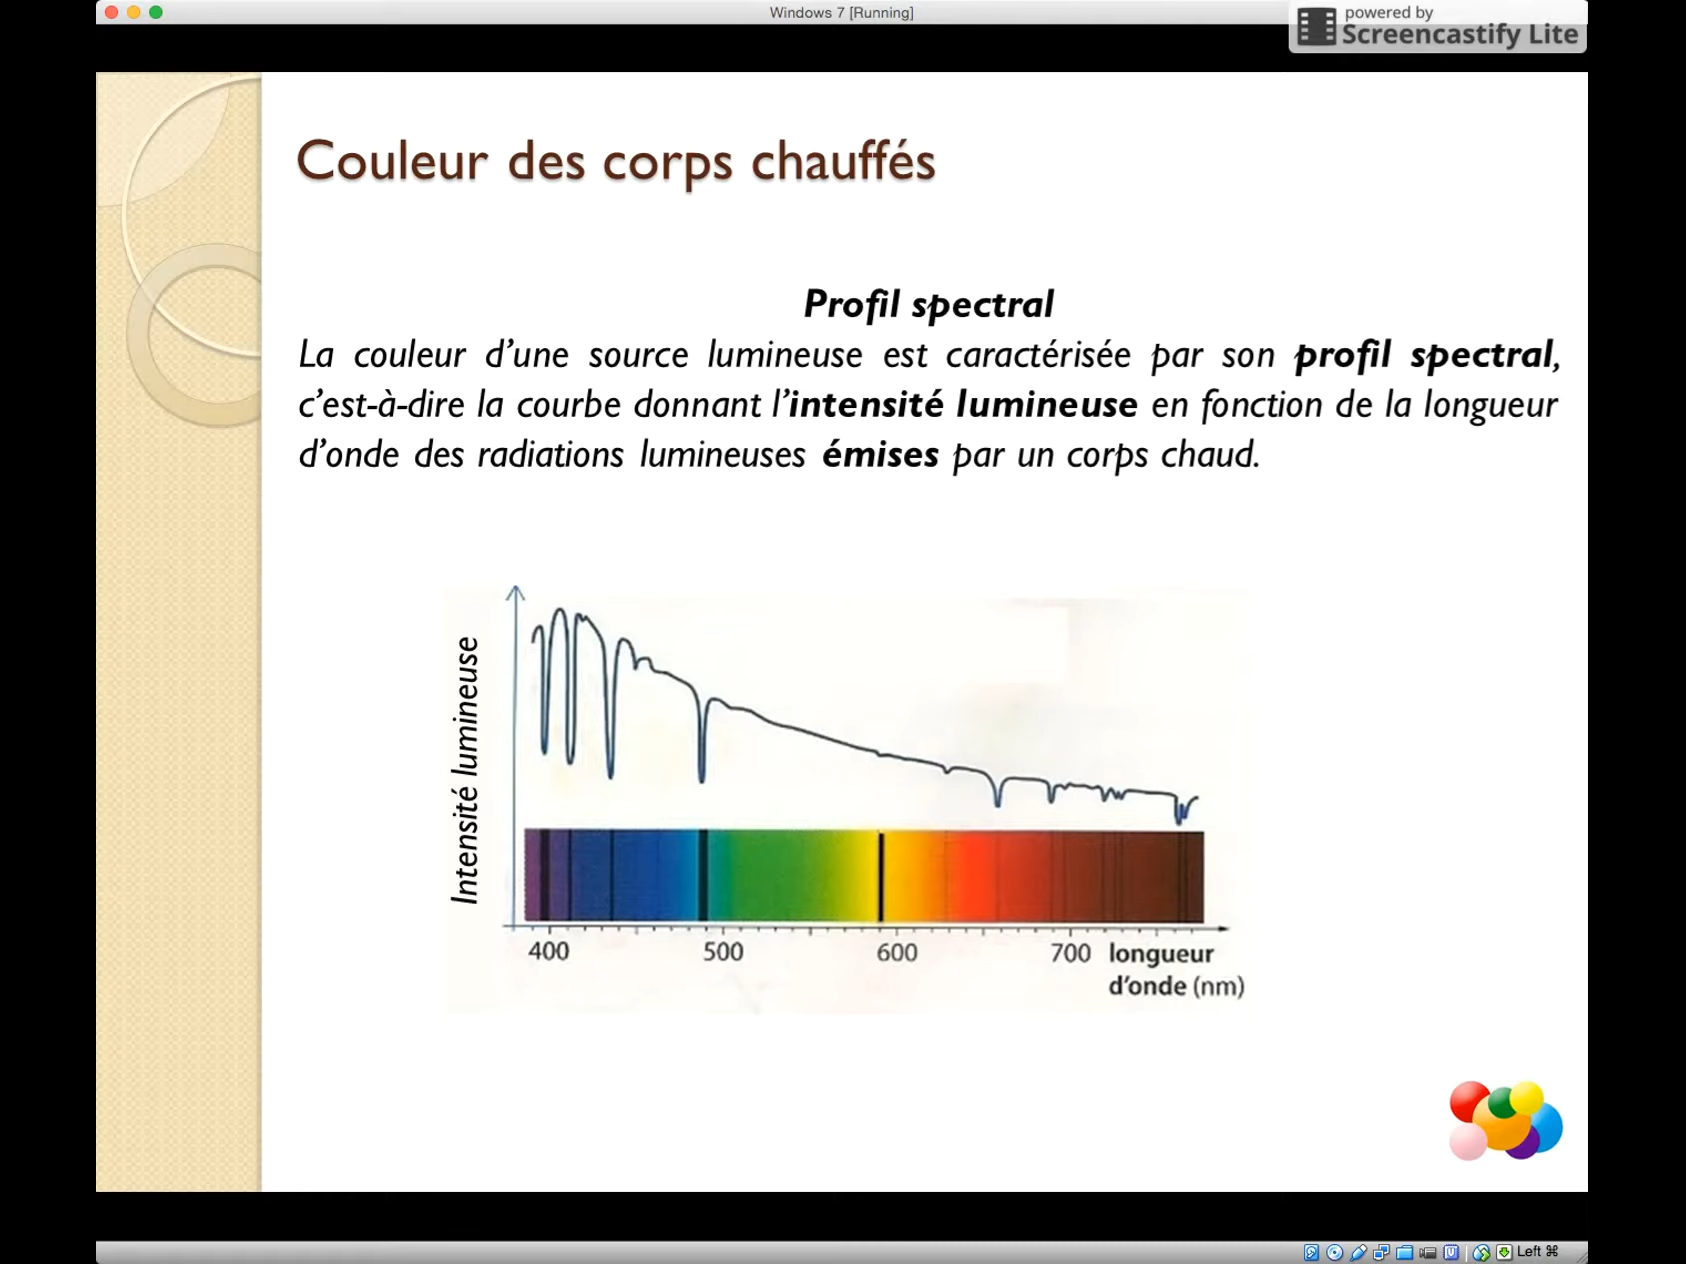 Windows 7 [Running]
powered by
Screencastify Lite
Couleur des corps chauffés
Profil spectral
La couleur d’une source lumineuse est caractérisée par son profil spectral,
c’est-à-dire la courbe donnant l’intensité lumineuse en fonction de la longueur
d’onde des radiations lumineuses émises par un corps chaud.
Intensité lumineuse
400 500 600 700 longueur
d’onde (nm)
Left ⌘